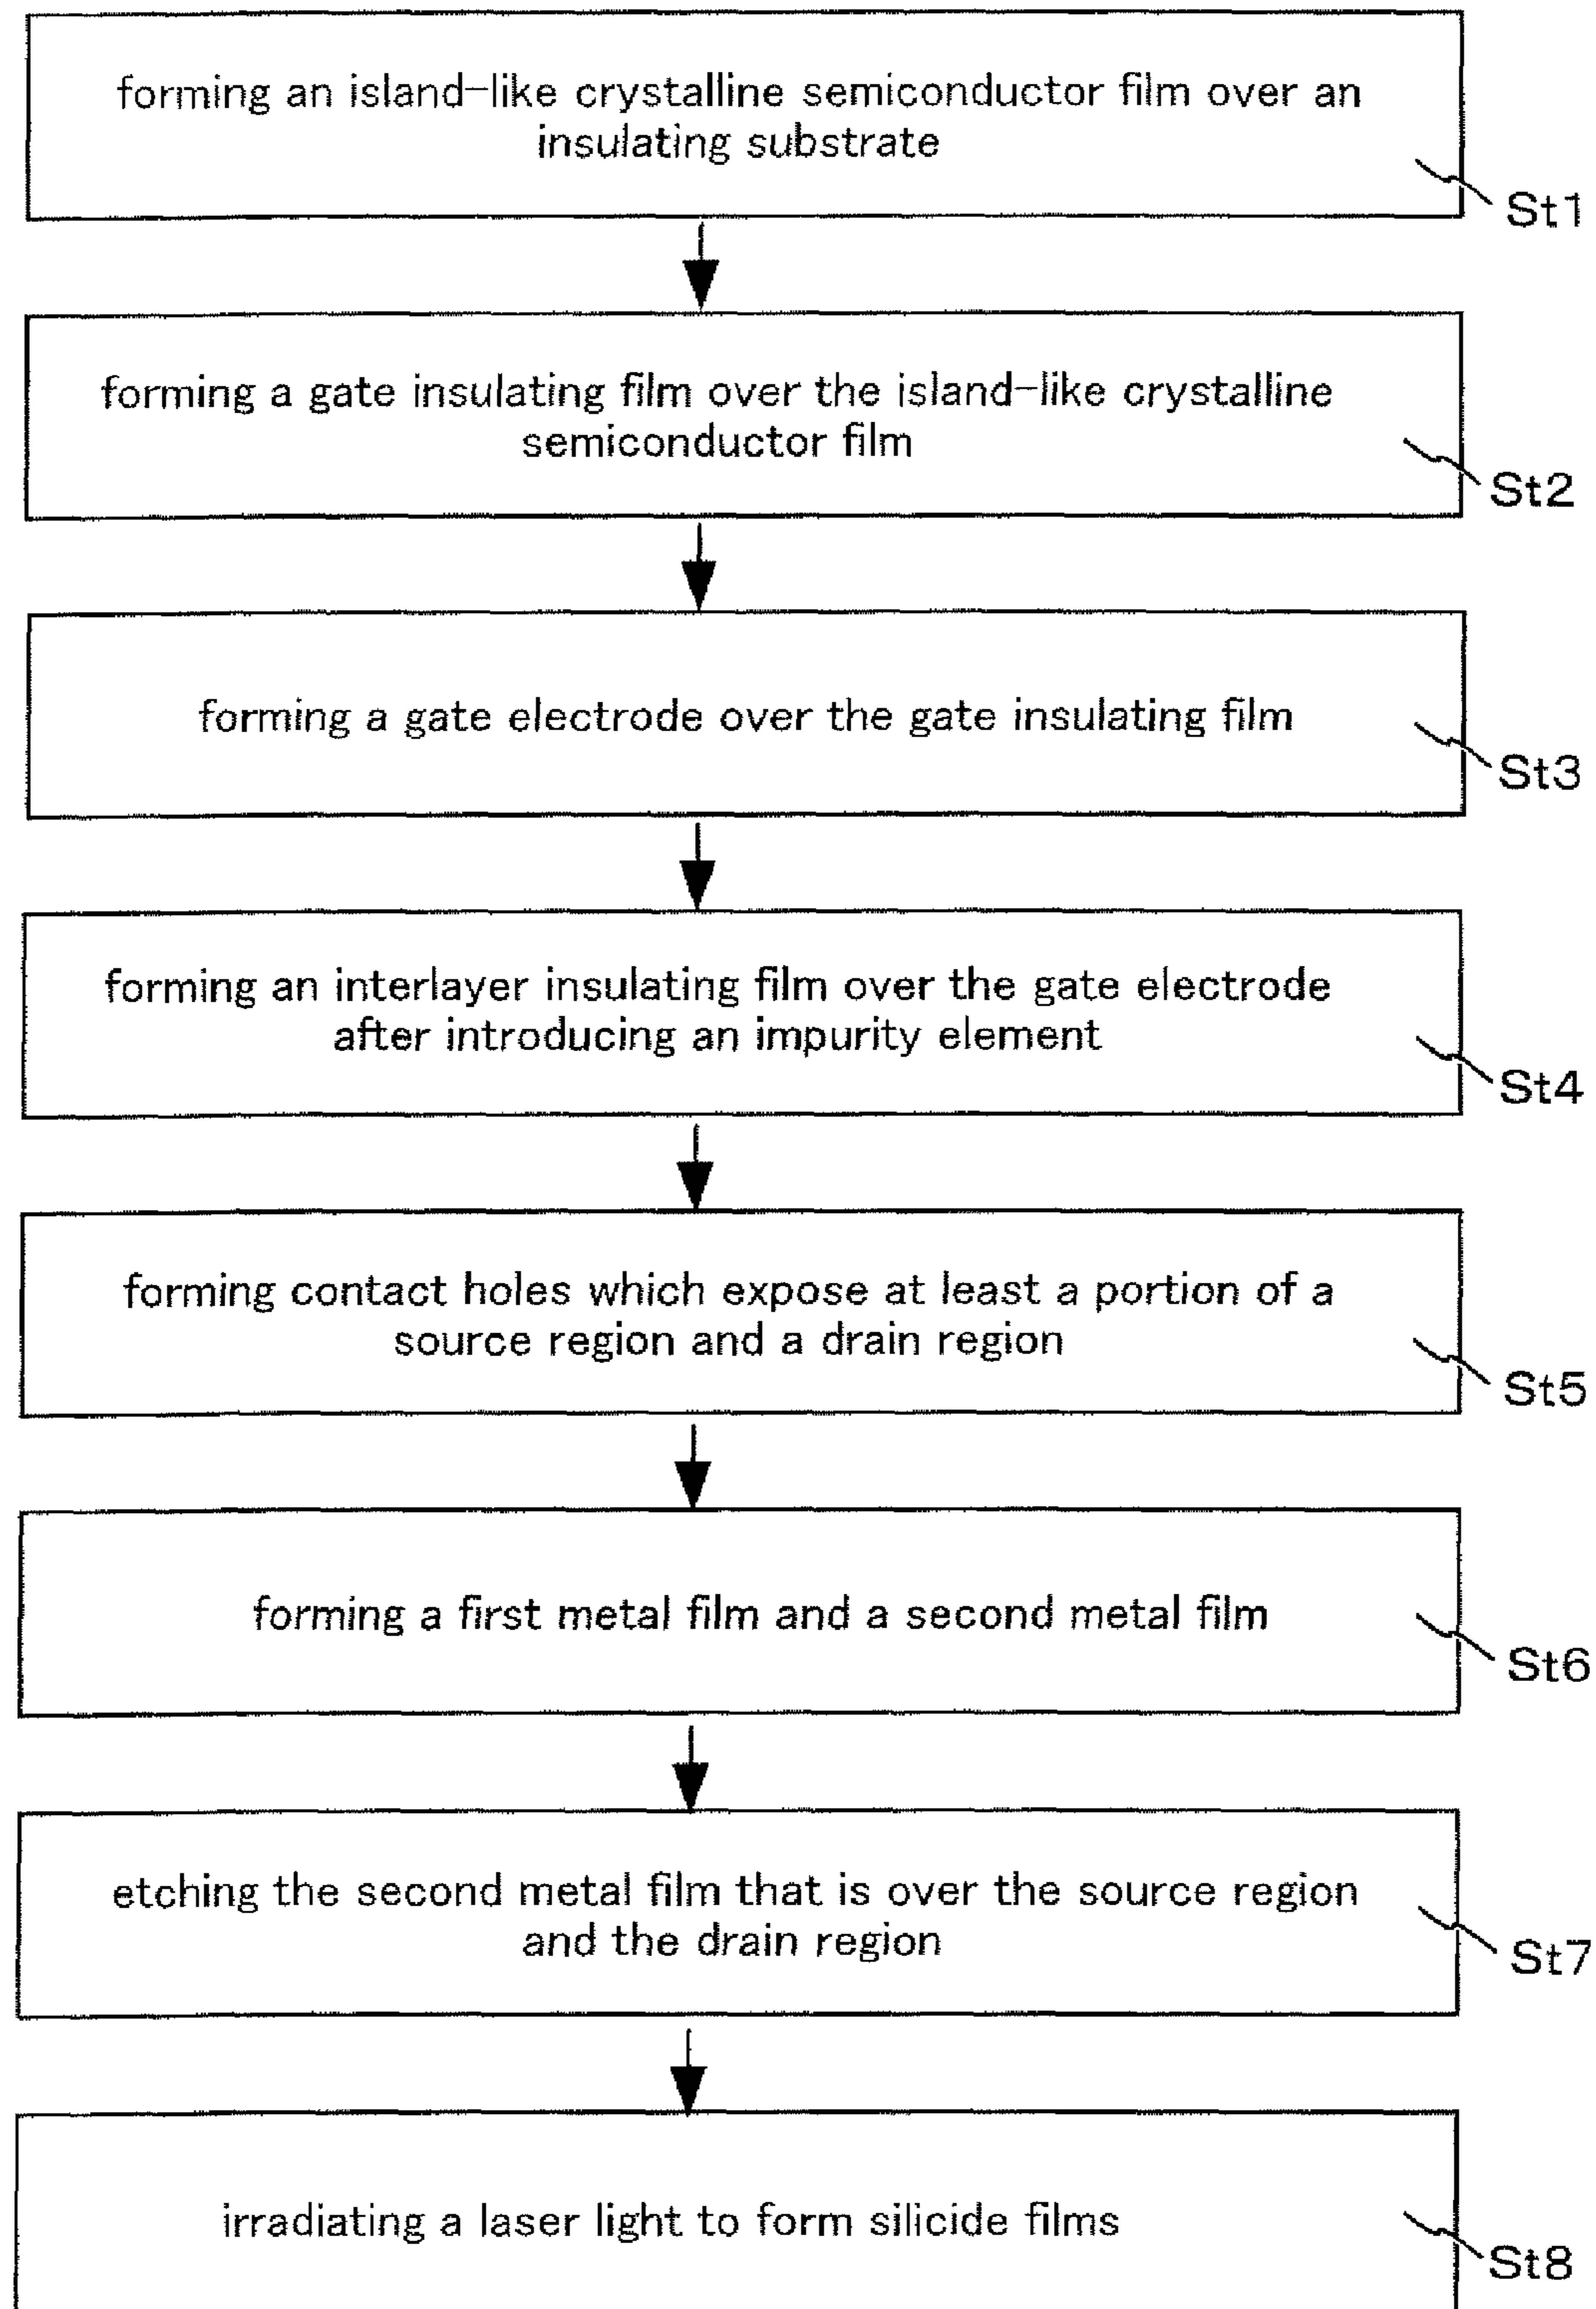 forming an island-like crystalline semiconductor film over an
insulating substrate
St1
forming a gate insulating film over the island-like crystalline
semiconductor film
St2
forming a gate electrode over the gate insulating film
St3
forming an interlayer insulating film over the gate electrode
after introducing an impurity element
St4
forming contact holes which expose at least a portion of a
source region and a drain region
St5
forming a first metal film and a second metal film
St6
etching the second metal film that is over the source region
and the drain region
St7
irradiating a laser light to form silicide films
St8